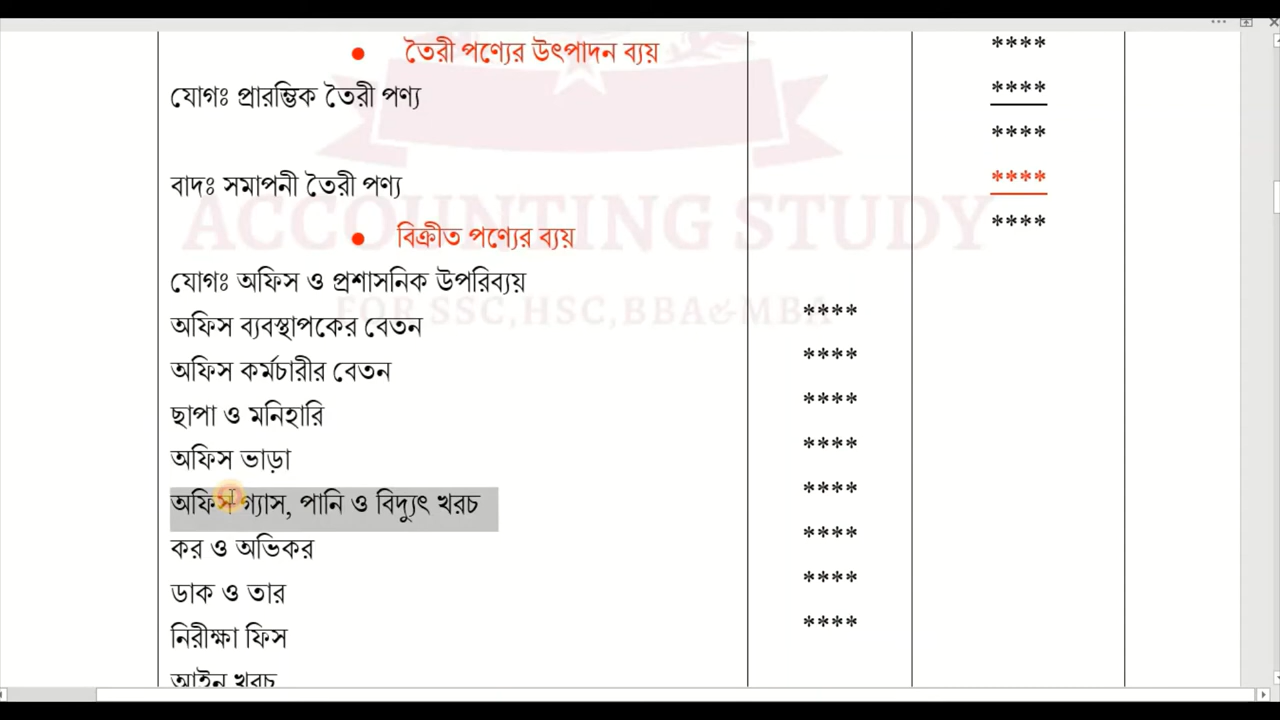 • তৈরী পণ্যের উৎপাদন ব্যয় ****
যোগঃ প্রারম্ভিক তৈরী পণ্য ****
****
বাদঃ সমাপনী তৈরী পণ্য ****
ACCOUNTING STUDY
****
• বিক্রীত পণ্যের ব্যয়
যোগঃ অফিস ও প্রশাসনিক উপরিব্যয়
FOR SSC,HSC,BBA&MBA
****
অফিস ব্যবস্থাপকের বেতন
****
অফিস কর্মচারীর বেতন
****
ছাপা ও মনিহারি
****
অফিস ভাড়া
****
অফিস গ্যাস, পানি ও বিদ্যুৎ খরচ
****
কর ও অভিকর
****
ডাক ও তার
****
নিরীক্ষা ফিস
আইন খরচ